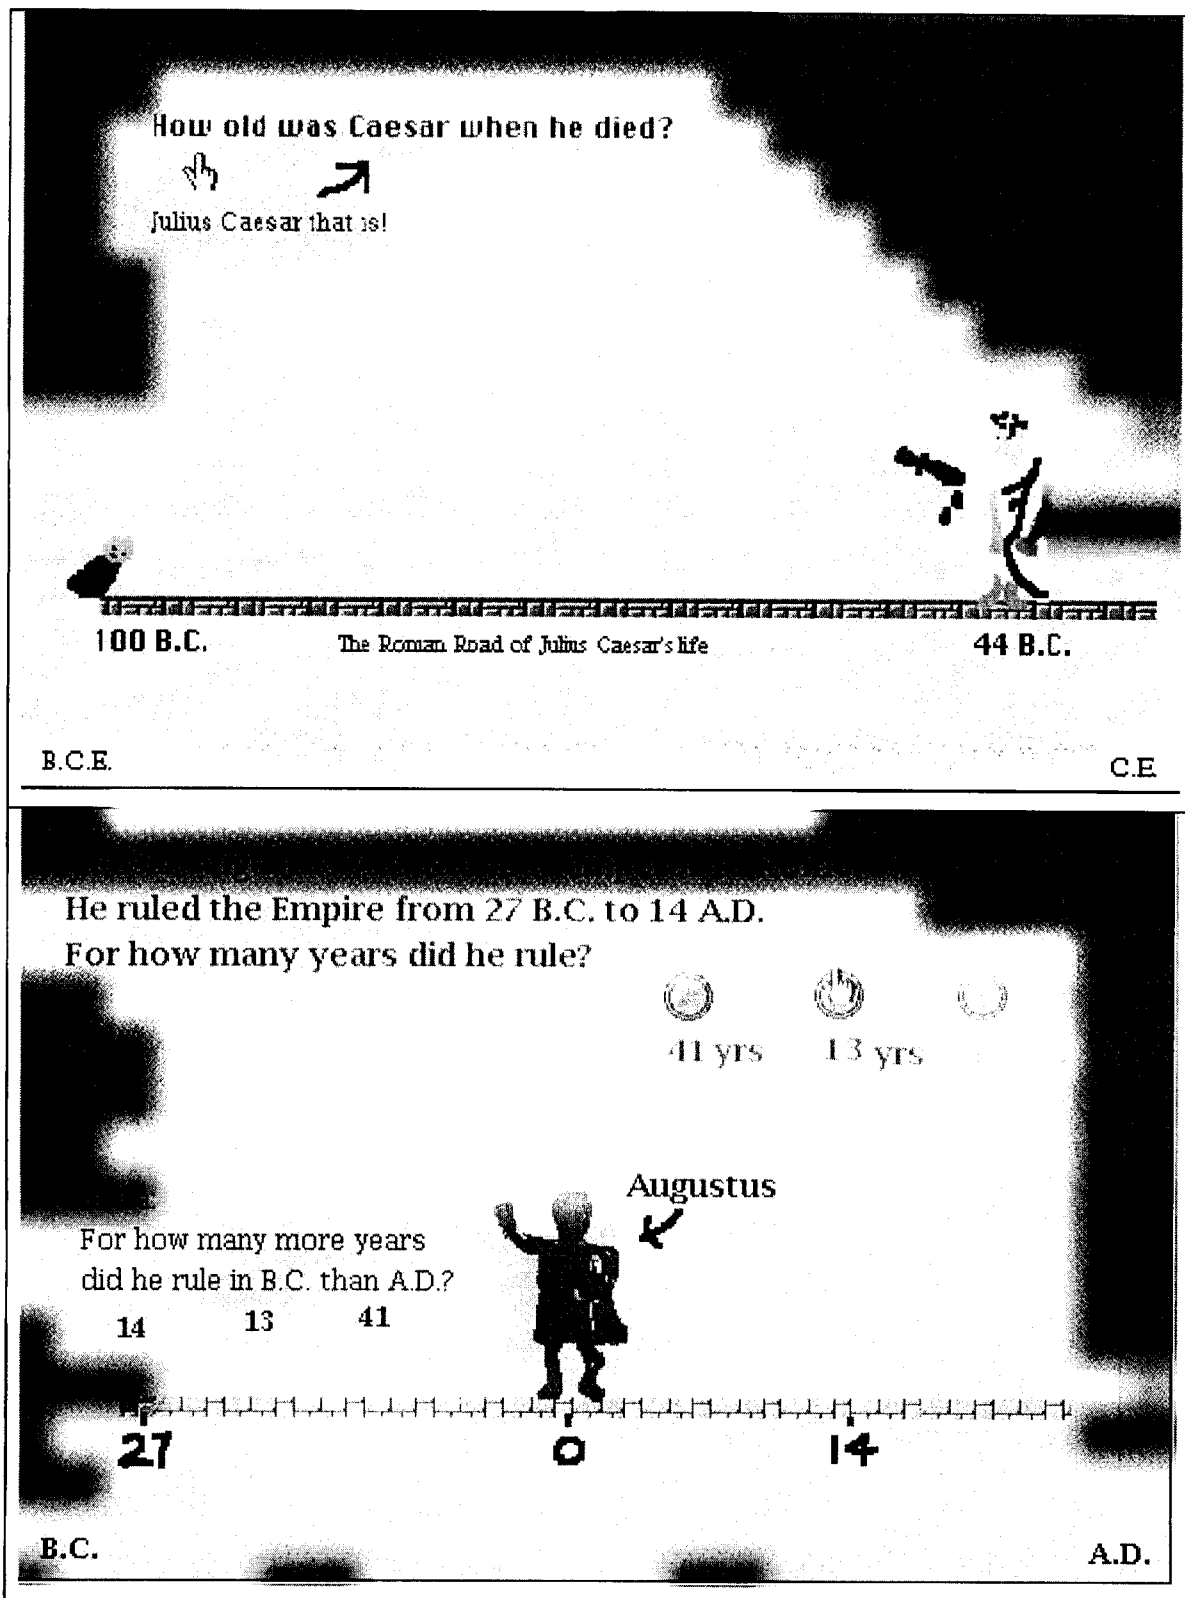 How old was Caesar when he died?
Julius Caesar that is!
100 B.C.
The Roman Road of Julius Caesar's life
44 B.C.
B.C.E.
C.E.
He ruled the Empire from 27 B.C. to 14 A.D.
For how many years did he rule?
41 yrs
13 yrs
Augustus
For how many more years
did he rule in B.C. than A.D.?
14
13
41
27
0
14
B.C.
A.D.